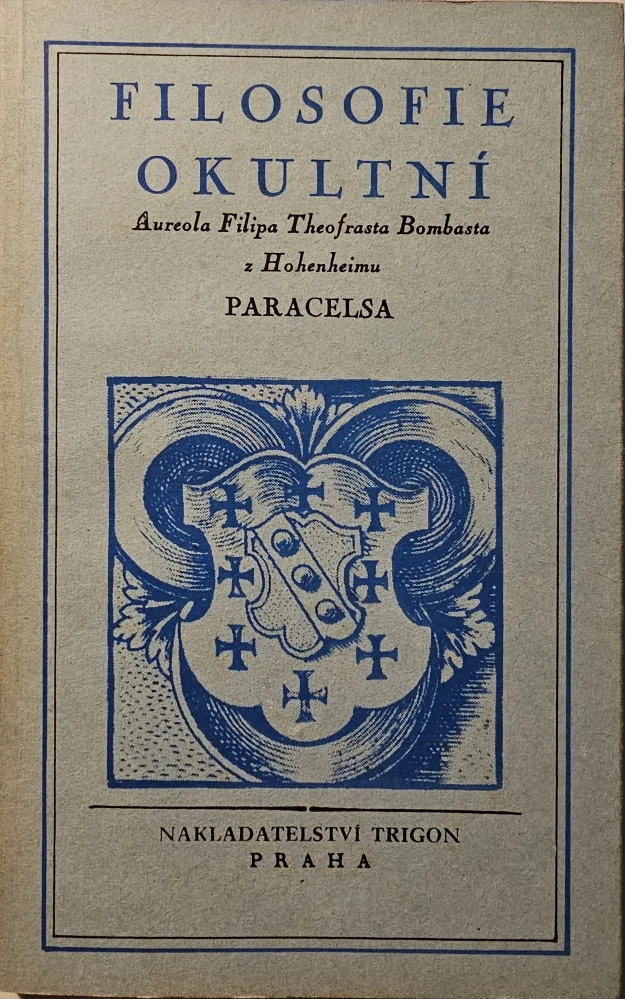 FILOSOFIE
OKULTNÍ
Aureola Filipa Theofrasta Bombasta
z Hohenheimu
PARACELSA
NAKLADATELSTVÍ TRIGON
PRAHA